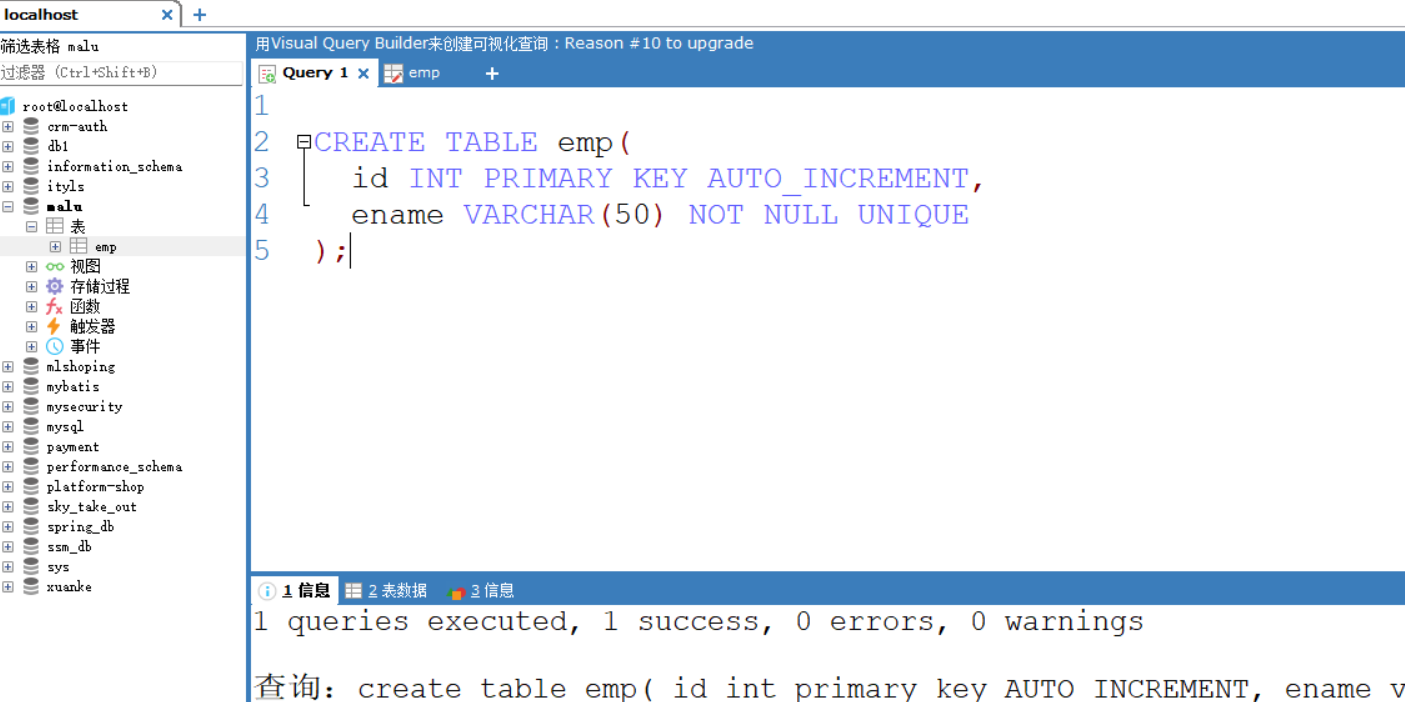 localhost
筛选表格 malu
过滤器 (Ctrl+Shift+B)
root@localhost
crm-auth
db1
information_schema
ityls
malu
表
emp
视图
存储过程
函数
触发器
事件
mlshoping
mybatis
mysecurity
mysql
payment
performance_schema
platform-shop
sky_take_out
spring_db
ssm_db
sys
xuanke
用Visual Query Builder来创建可视化查询：Reason #10 to upgrade
Query 1 emp
1
2 CREATE TABLE emp(
3 id INT PRIMARY KEY AUTO_INCREMENT,
4 ename VARCHAR(50) NOT NULL UNIQUE
5 );
1 信息 2 表数据 3 信息
1 queries executed, 1 success, 0 errors, 0 warnings
查询：create table emp( id int primary key AUTO_INCREMENT, ename v